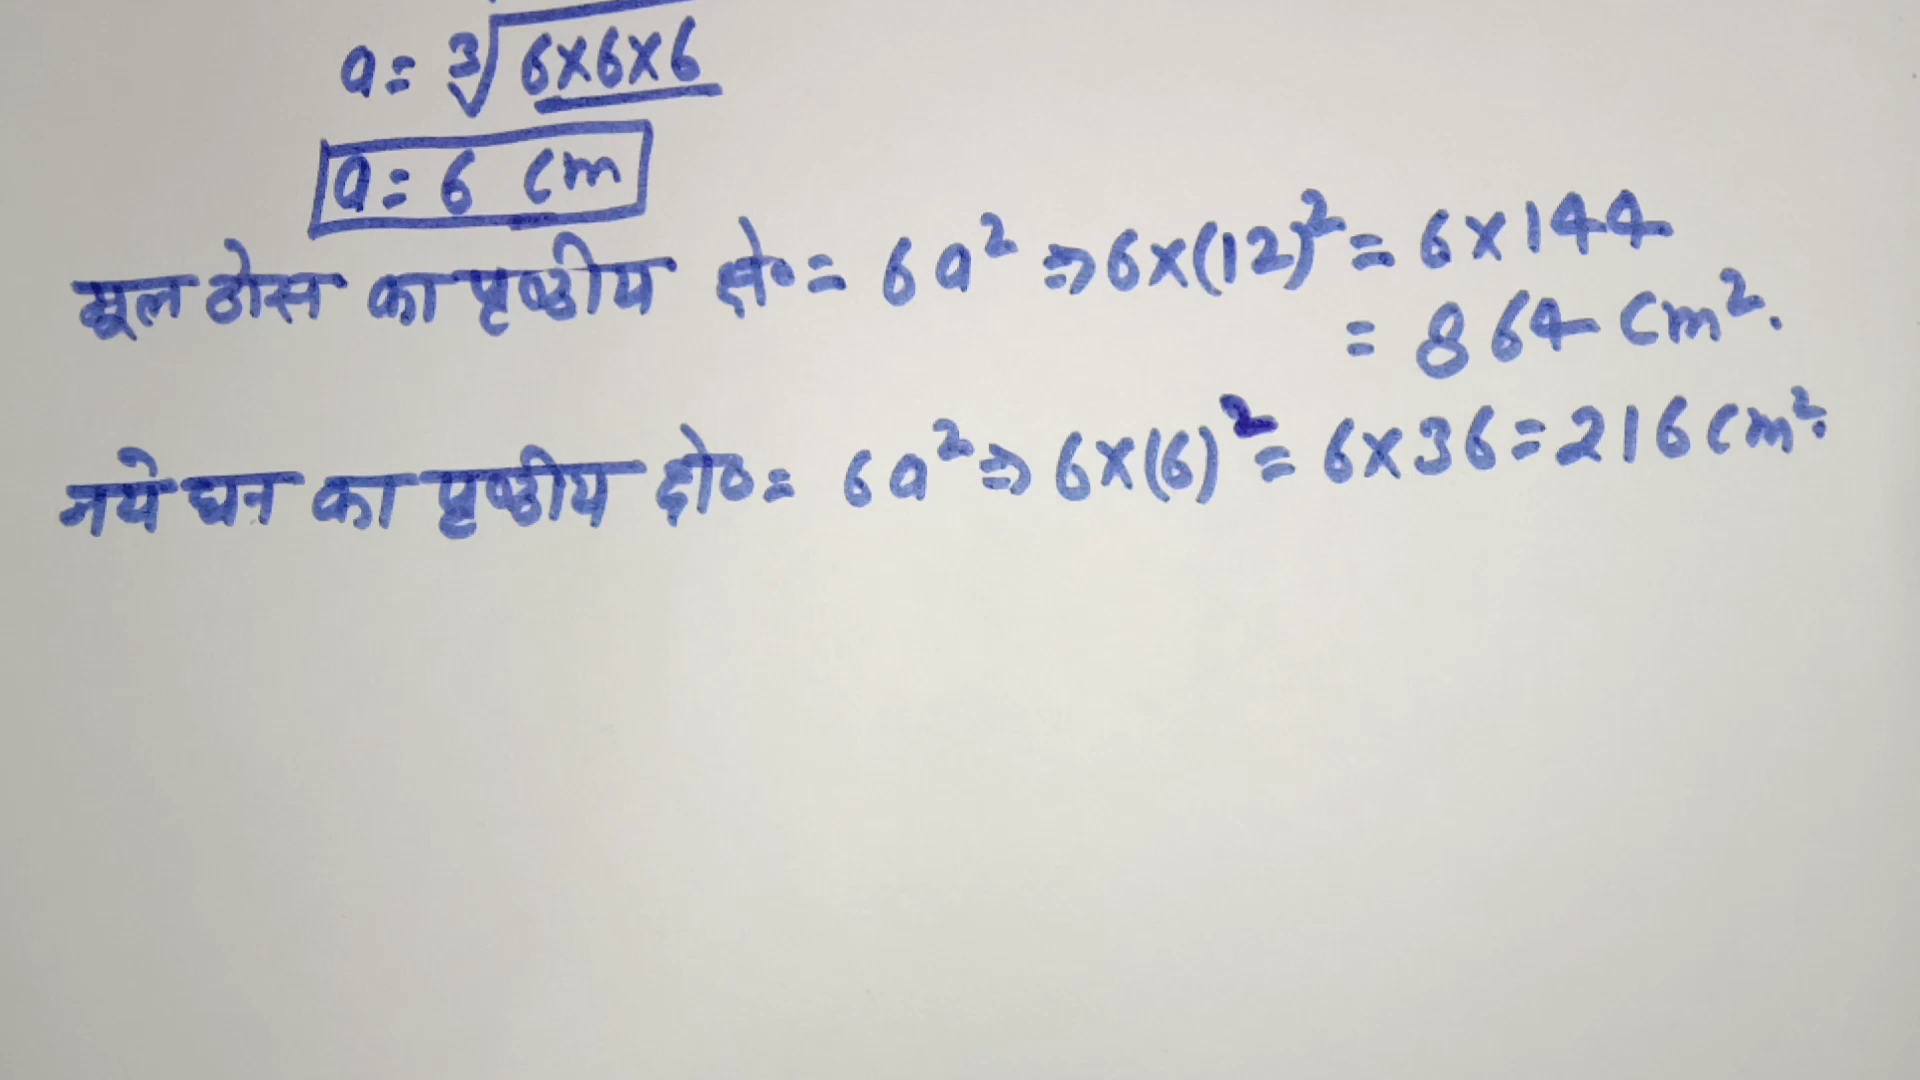 a = ∛6×6×6
a = 6 cm
मूल ठोस का पृष्ठीय क्षे० = 6a² ⇒ 6×(12)² = 6×144
= 864 cm².
नये घन का पृष्ठीय क्षे० = 6a² ⇒ 6×(6)² = 6×36 = 216 cm².